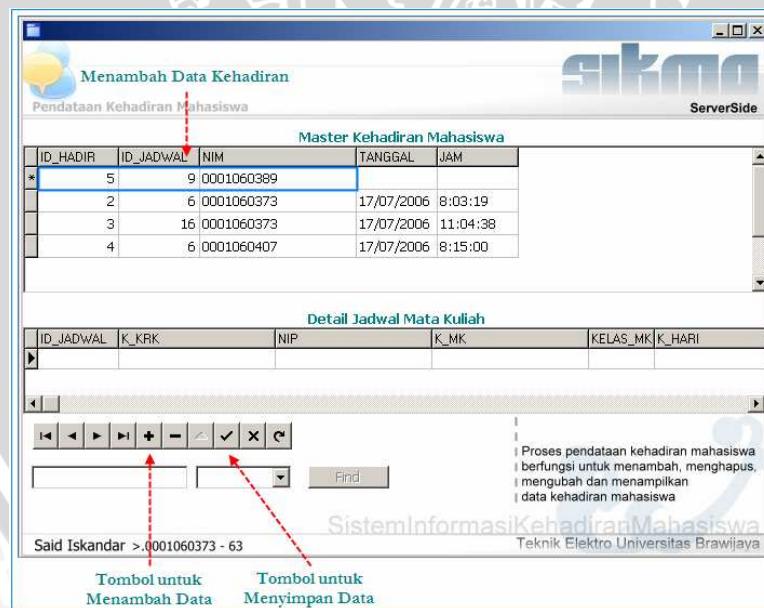 Menambah Data Kehadiran
sikma
Pendataan Kehadiran Mahasiswa
ServerSide
Master Kehadiran Mahasiswa
ID_HADIR ID_JADWAL NIM TANGGAL JAM
* 5 9 0001060389
2 6 0001060373 17/07/2006 8:03:19
3 16 0001060373 17/07/2006 11:04:38
4 6 0001060407 17/07/2006 8:15:00
Detail Jadwal Mata Kuliah
ID_JADWAL K_KRK NIP K_MK KELAS_MK K_HARI
Find
Proses pendataan kehadiran mahasiswa
berfungsi untuk menambah, menghapus,
mengubah dan menampilkan
data kehadiran mahasiswa
SistemInformasiKehadiranMahasiswa
Said Iskandar >.0001060373 - 63
Teknik Elektro Universitas Brawijaya
Tombol untuk
Menambah Data
Tombol untuk
Menyimpan Data